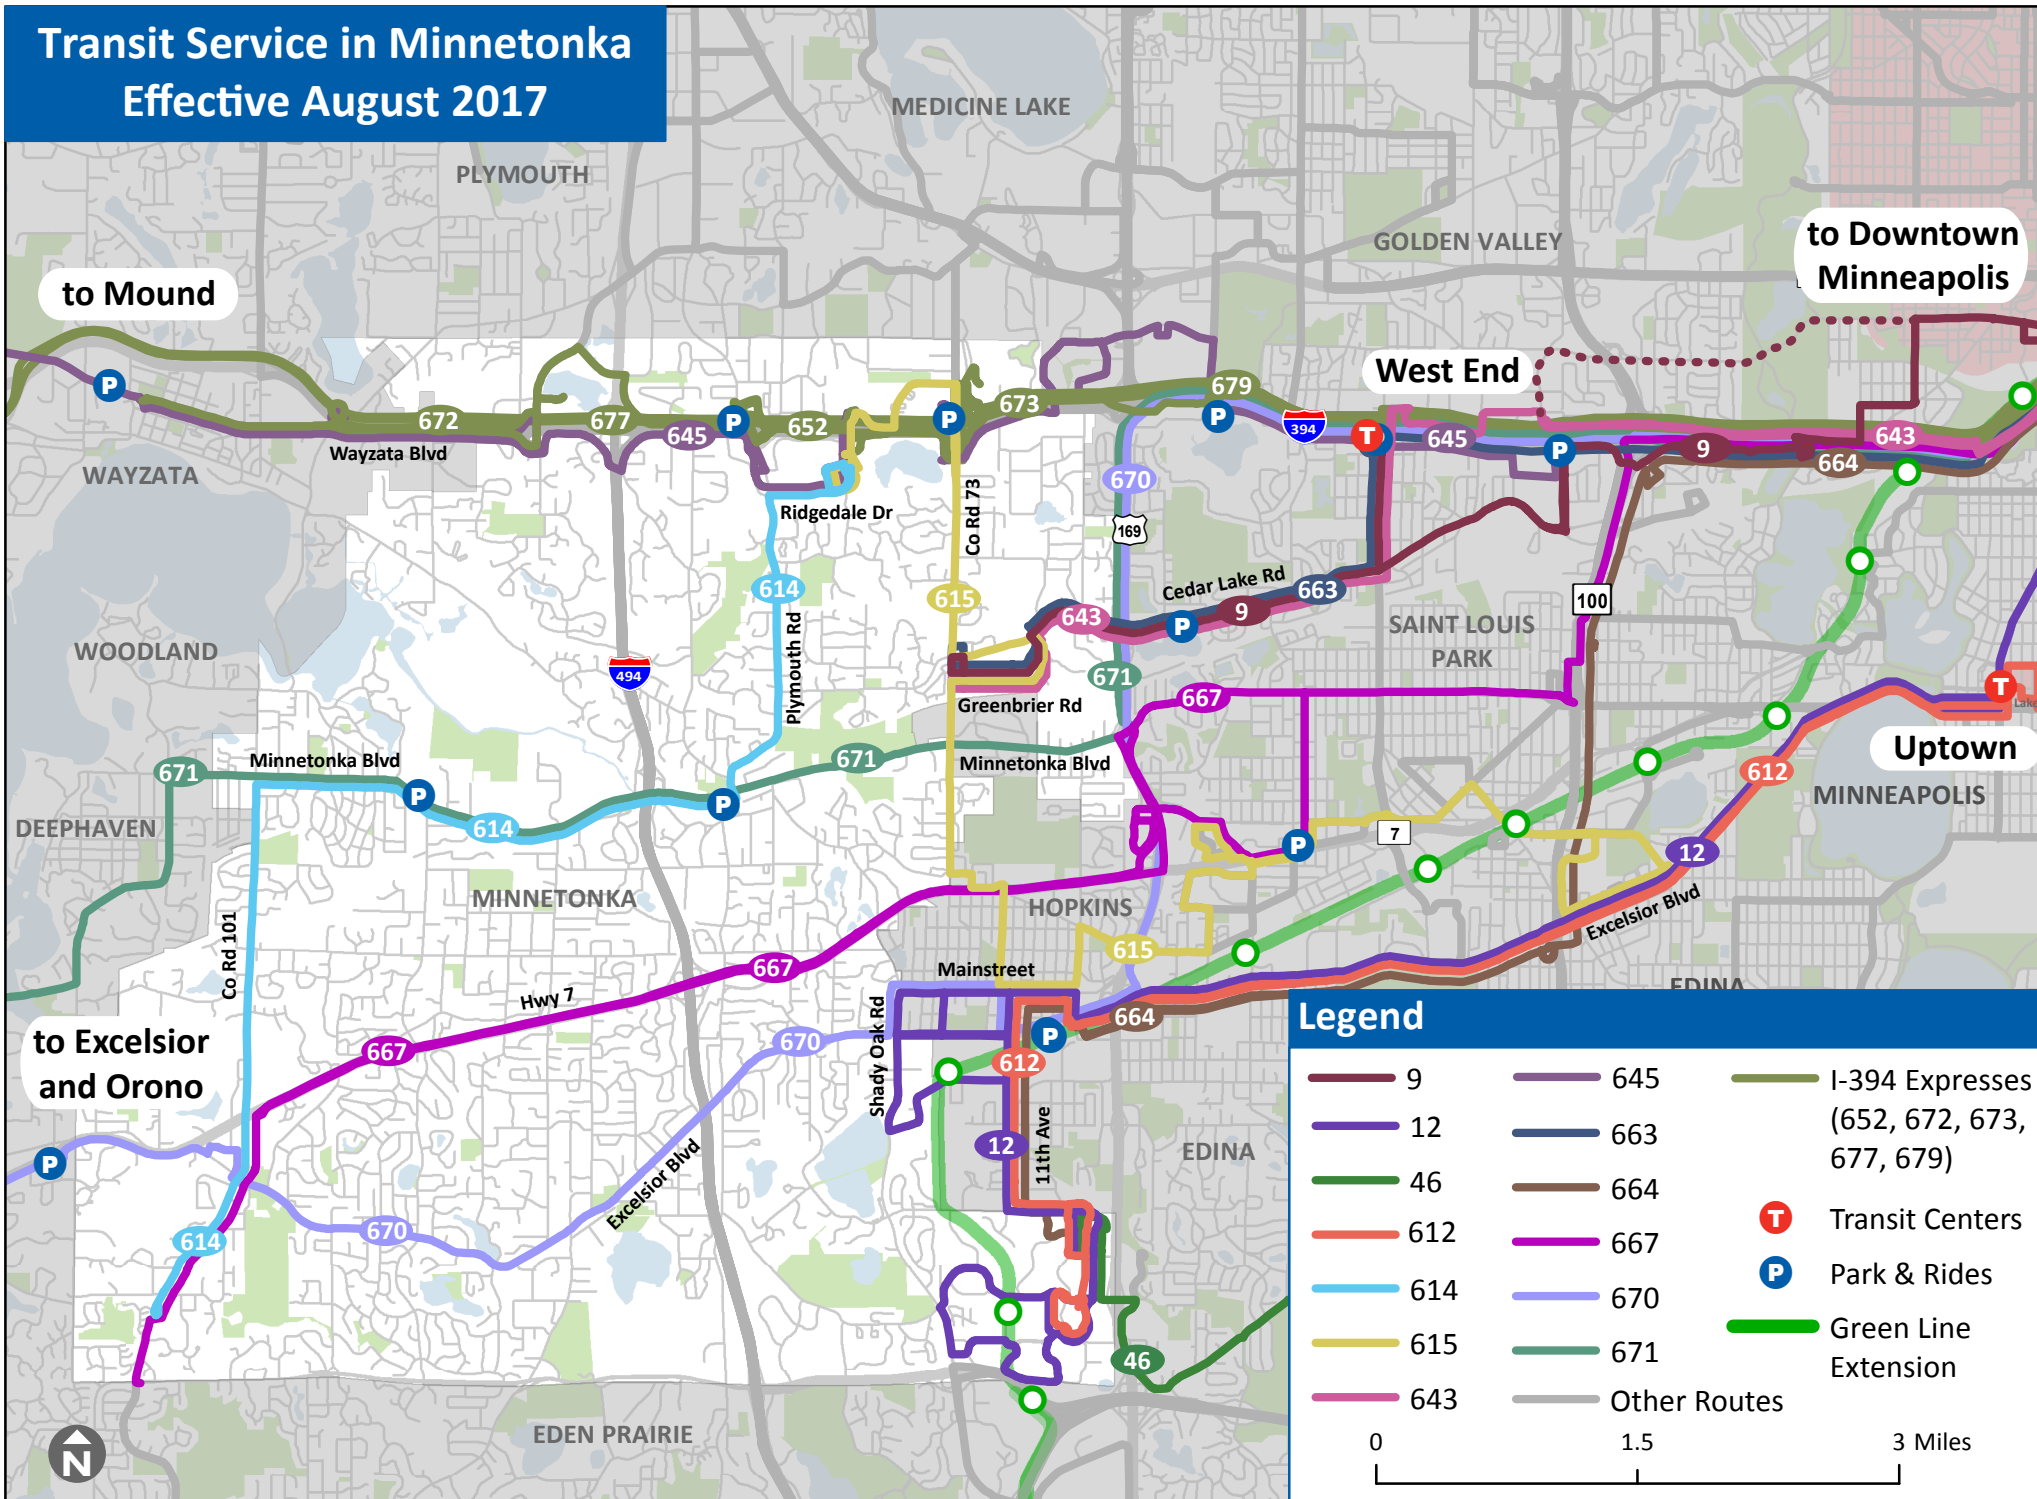 Transit Service in Minnetonka
Effective August 2017
MEDICINE LAKE
PLYMOUTH
GOLDEN VALLEY
to Downtown
Minneapolis
to Mound
West End
672
677
645
P
652
P
673
679
P
394
T
645
P
9
643
664
P
Wayzata Blvd
WAYZATA
Ridgedale Dr
Co Rd 73
670
169
614
615
Plymouth Rd
Cedar Lake Rd
663
9
643
P
100
SAINT LOUIS
PARK
WOODLAND
494
671
667
Greenbrier Rd
T
Lake
Uptown
Minnetonka Blvd
671
671
Minnetonka Blvd
612
MINNEAPOLIS
P
P
614
DEEPHAVEN
7
P
12
MINNETONKA
HOPKINS
Excelsior Blvd
Co Rd 101
615
667
Mainstreet
EDINA
Hwy 7
Shady Oak Rd
664
P
670
612
to Excelsior
and Orono
667
11th Ave
12
EDINA
P
Excelsior Blvd
670
614
46
EDEN PRAIRIE
N
Legend
9
12
46
612
614
615
643
645
663
664
667
670
671
Other Routes
I-394 Expresses
(652, 672, 673,
677, 679)
T Transit Centers
P Park & Rides
Green Line
Extension
0 1.5 3 Miles